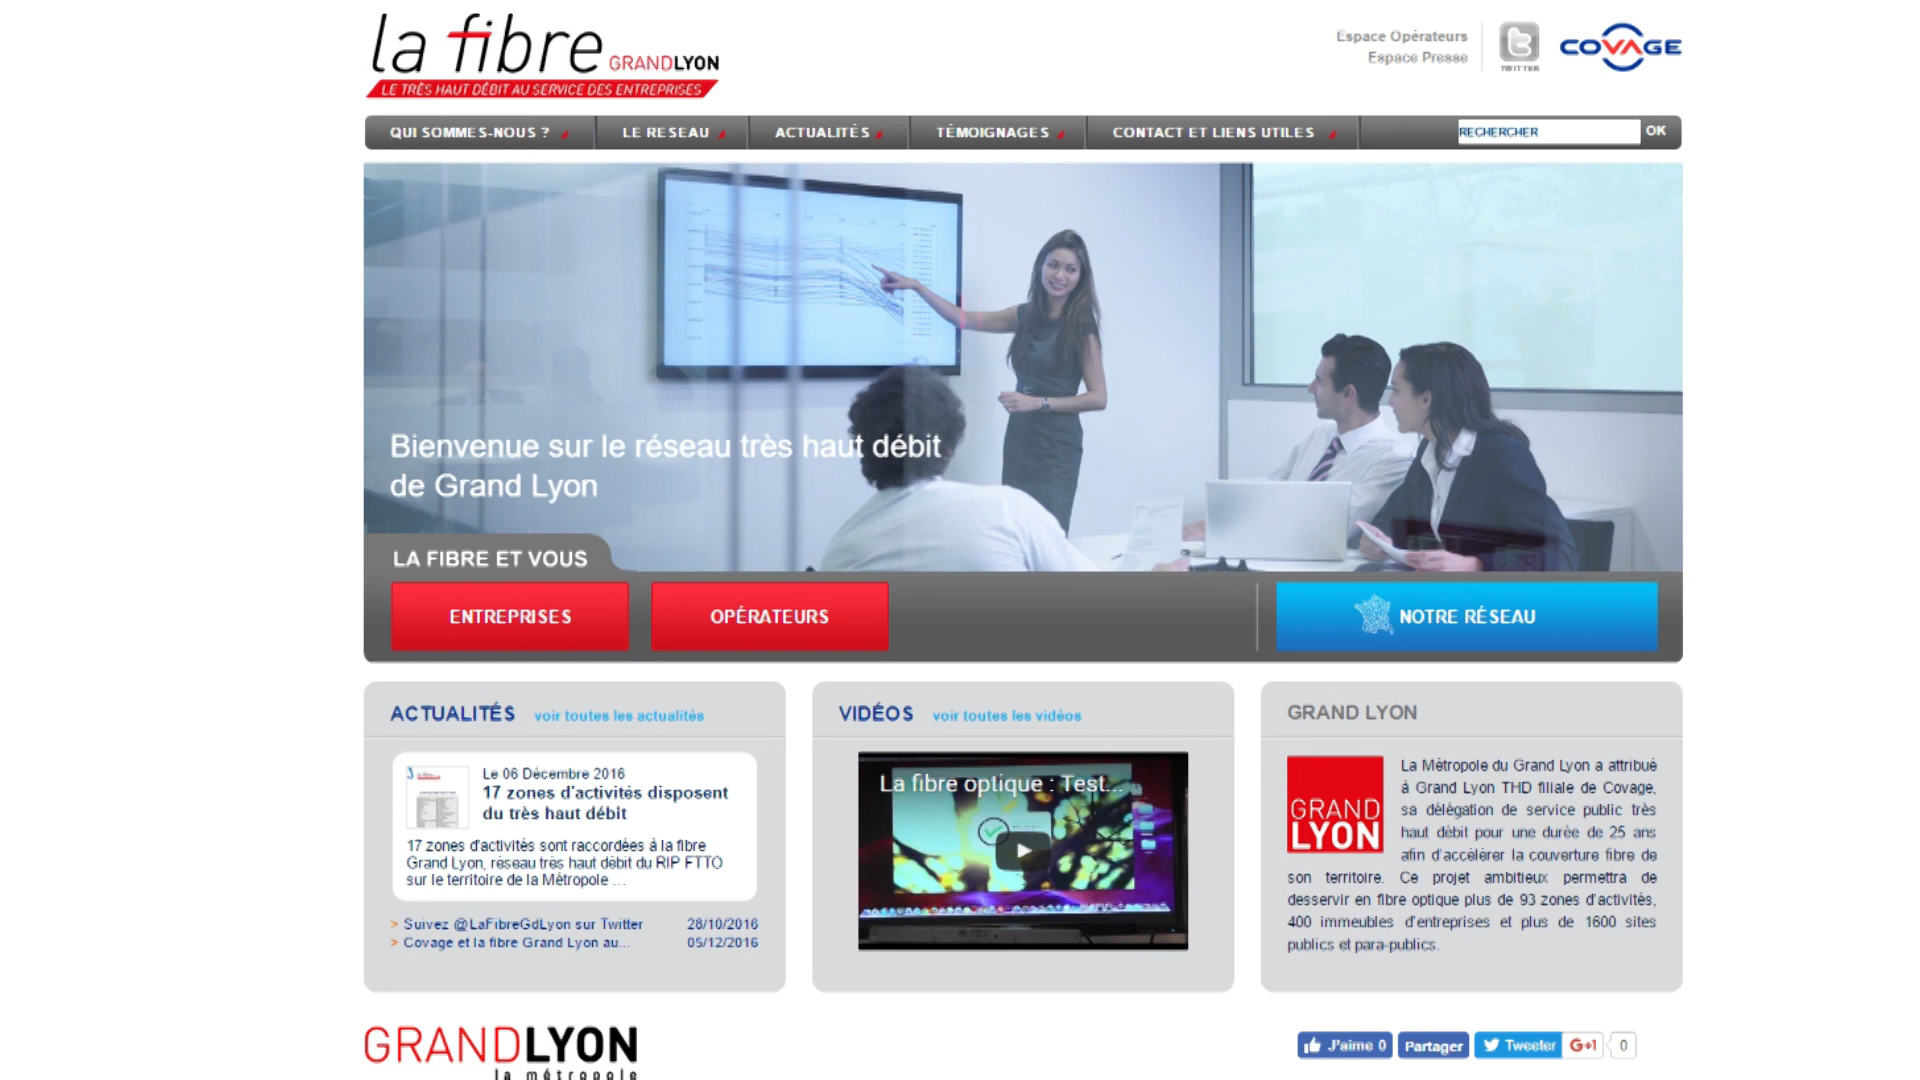 la fibre GRANDLYON
LE TRÈS HAUT DÉBIT AU SERVICE DES ENTREPRISES
Espace Opérateurs
Espace Presse
TWITTER
COVAGE
QUI SOMMES-NOUS ?
LE RESEAU
ACTUALITÉS
TÉMOIGNAGES
CONTACT ET LIENS UTILES
RECHERCHER
OK
Bienvenue sur le réseau très haut débit
de Grand Lyon
LA FIBRE ET VOUS
ENTREPRISES
OPÉRATEURS
NOTRE RÉSEAU
ACTUALITÉS voir toutes les actualités
Le 06 Décembre 2016
17 zones d'activités disposent
du très haut débit
17 zones d'activités sont raccordées à la fibre
Grand Lyon, réseau très haut débit du RIP FTTO
sur le territoire de la Métropole ...
> Suivez @LaFibreGdLyon sur Twitter 28/10/2016
> Covage et la fibre Grand Lyon au... 05/12/2016
VIDÉOS voir toutes les vidéos
La fibre optique : Test...
GRAND LYON
GRAND
LYON
La Métropole du Grand Lyon a attribué
à Grand Lyon THD filiale de Covage,
sa délégation de service public très
haut débit pour une durée de 25 ans
afin d'accélérer la couverture fibre de
son territoire. Ce projet ambitieux permettra de
desservir en fibre optique plus de 93 zones d'activités,
400 immeubles d'entreprises et plus de 1600 sites
publics et para-publics.
GRANDLYON
la métropole
J'aime 0
Partager
Tweeter
G+1
0